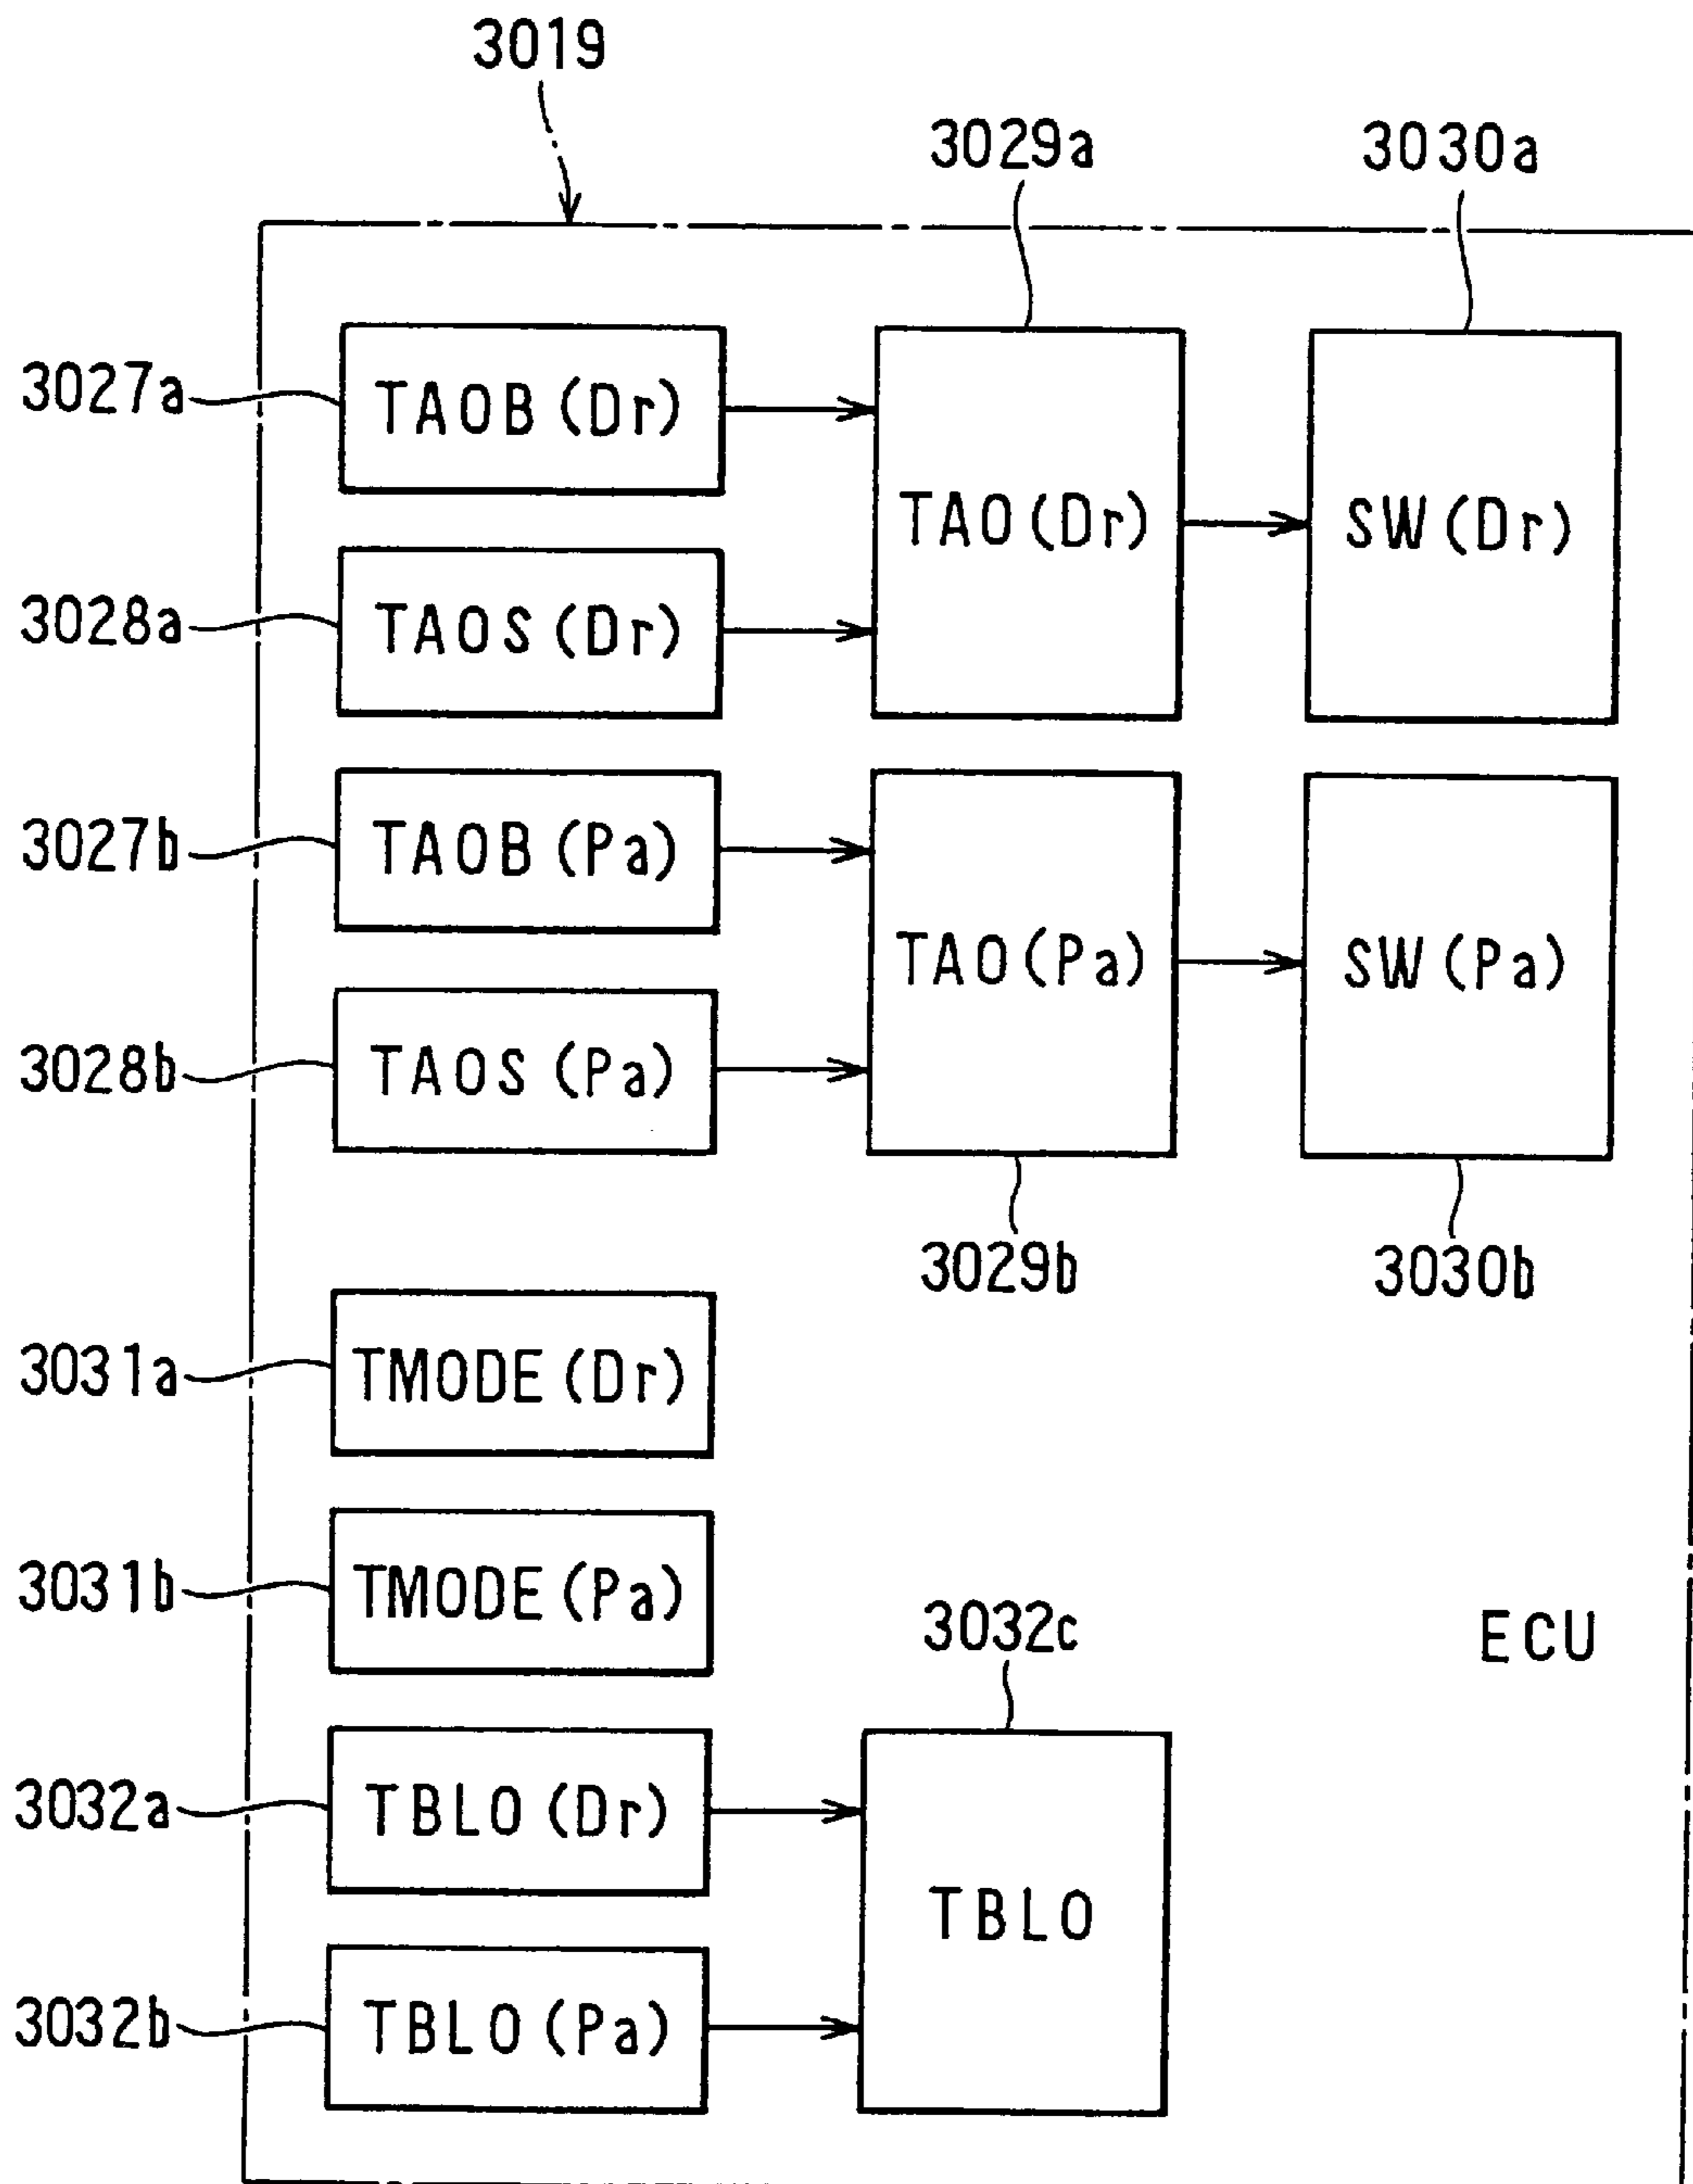 3019
3029a
3030a
3027a
TAOB (Dr)
TAO (Dr)
SW (Dr)
3028a
TAOS (Dr)
3027b
TAOB (Pa)
TAO (Pa)
SW (Pa)
3028b
TAOS (Pa)
3029b
3030b
3031a
TMODE (Dr)
3031b
TMODE (Pa)
3032c
ECU
3032a
TBLO (Dr)
TBLO
3032b
TBLO (Pa)